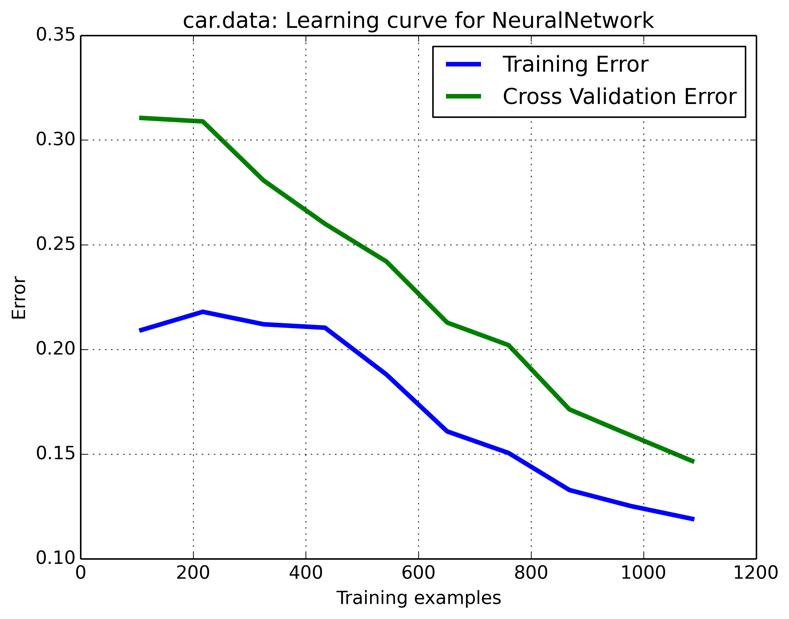 car.data: Learning curve for NeuralNetwork
Training Error
Cross Validation Error
0.35
0.30
0.25
0.20
0.15
0.10
Error
0 200 400 600 800 1000 1200
Training examples